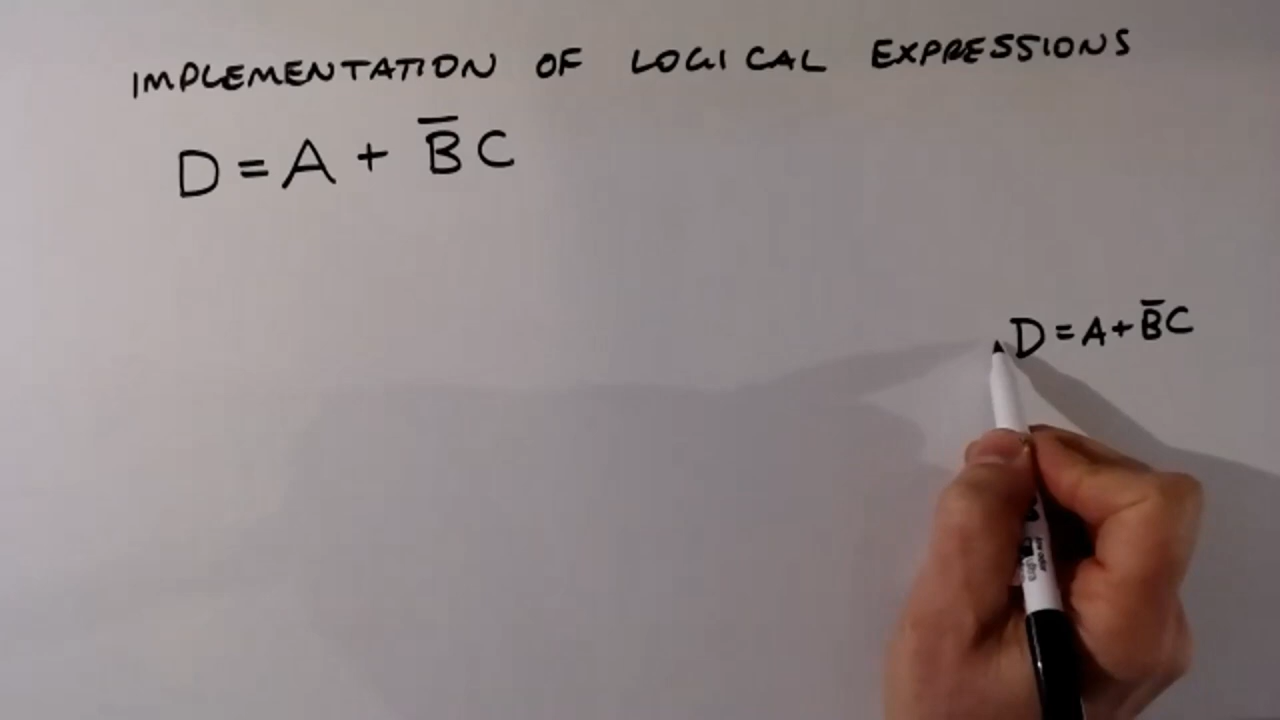 IMPLEMENTATION OF LOGICAL EXPRESSIONS
D = A + B̅C
D = A + B̅C